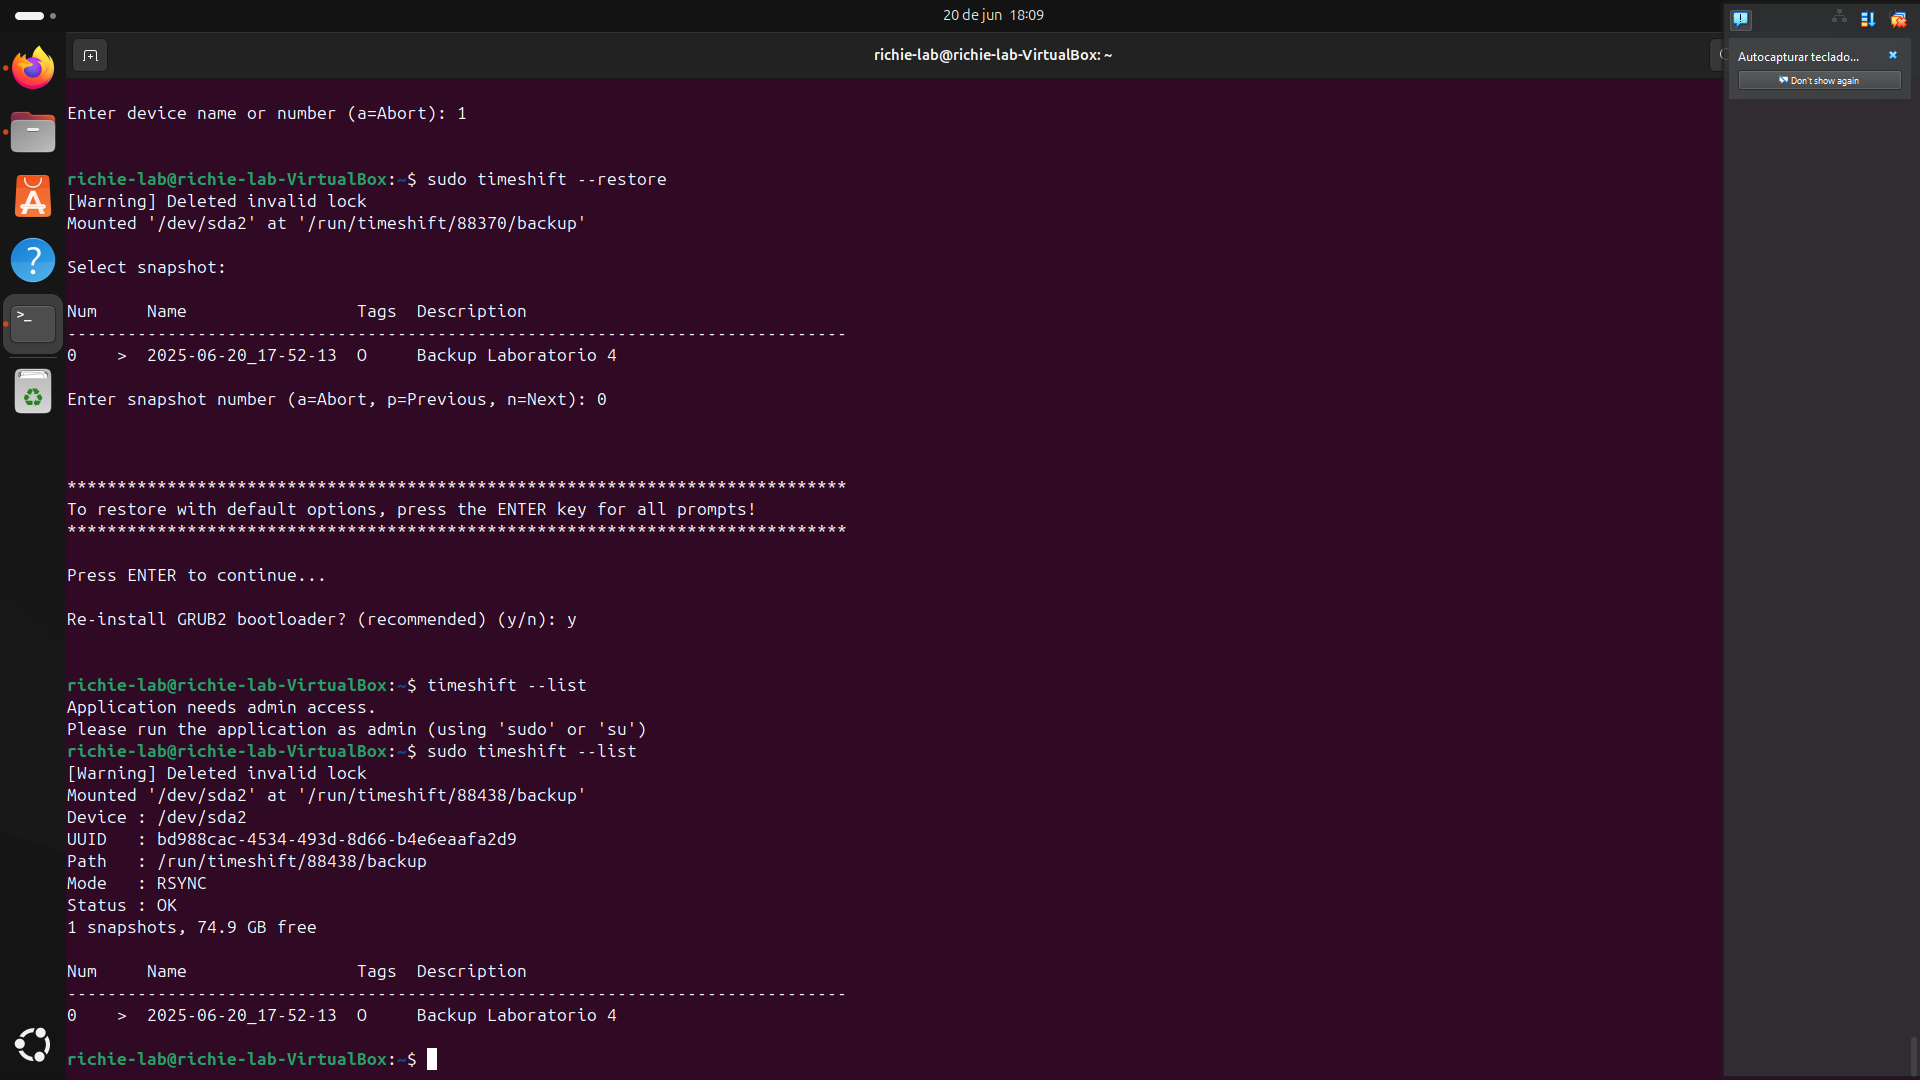 20 de jun  18:09
richie-lab@richie-lab-VirtualBox: ~
Autocapturar teclado...
Don't show again
Enter device name or number (a=Abort): 1
richie-lab@richie-lab-VirtualBox:~$ sudo timeshift --restore
[Warning] Deleted invalid lock
Mounted '/dev/sda2' at '/run/timeshift/88370/backup'
Select snapshot:
Num     Name                 Tags  Description
------------------------------------------------------------------------------
0    >  2025-06-20_17-52-13  O     Backup Laboratorio 4
Enter snapshot number (a=Abort, p=Previous, n=Next): 0
******************************************************************************
To restore with default options, press the ENTER key for all prompts!
******************************************************************************
Press ENTER to continue...
Re-install GRUB2 bootloader? (recommended) (y/n): y
richie-lab@richie-lab-VirtualBox:~$ timeshift --list
Application needs admin access.
Please run the application as admin (using 'sudo' or 'su')
richie-lab@richie-lab-VirtualBox:~$ sudo timeshift --list
[Warning] Deleted invalid lock
Mounted '/dev/sda2' at '/run/timeshift/88438/backup'
Device : /dev/sda2
UUID   : bd988cac-4534-493d-8d66-b4e6eaafa2d9
Path   : /run/timeshift/88438/backup
Mode   : RSYNC
Status : OK
1 snapshots, 74.9 GB free
Num     Name                 Tags  Description
------------------------------------------------------------------------------
0    >  2025-06-20_17-52-13  O     Backup Laboratorio 4
richie-lab@richie-lab-VirtualBox:~$